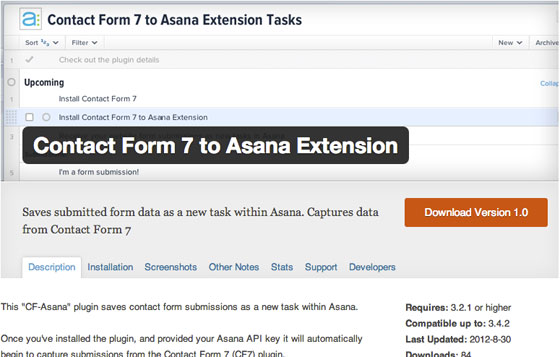 a:
Contact Form 7 to Asana Extension Tasks
Sort Filter New Archive
1 Check out the plugin details
Upcoming Collap
1 Install Contact Form 7
Install Contact Form 7 to Asana Extension
3
Contact Form 7 to Asana Extension
5 I'm a form submission!
Saves submitted form data as a new task within Asana. Captures data
from Contact Form 7
Download Version 1.0
Description Installation Screenshots Other Notes Stats Support Developers
This "CF-Asana" plugin saves contact form submissions as a new task within Asana.
Once you've installed the plugin, and provided your Asana API key it will automatically
begin to capture submissions from the Contact Form 7 (CF7) plugin.
Requires: 3.2.1 or higher
Compatible up to: 3.4.2
Last Updated: 2012-8-30
Downloads: 84